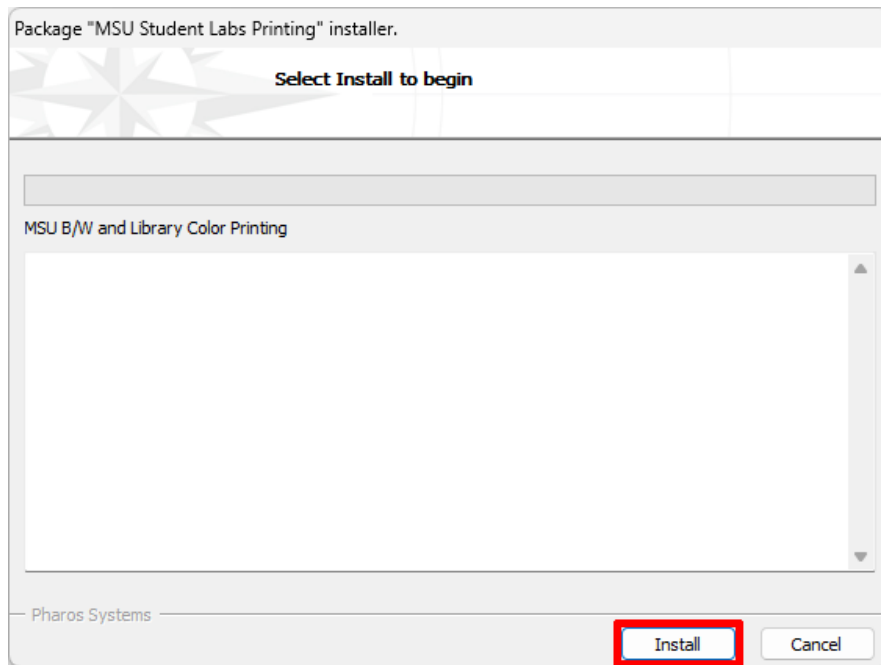 Package "MSU Student Labs Printing" installer.
Select Install to begin
MSU B/W and Library Color Printing
Pharos Systems
Install
Cancel